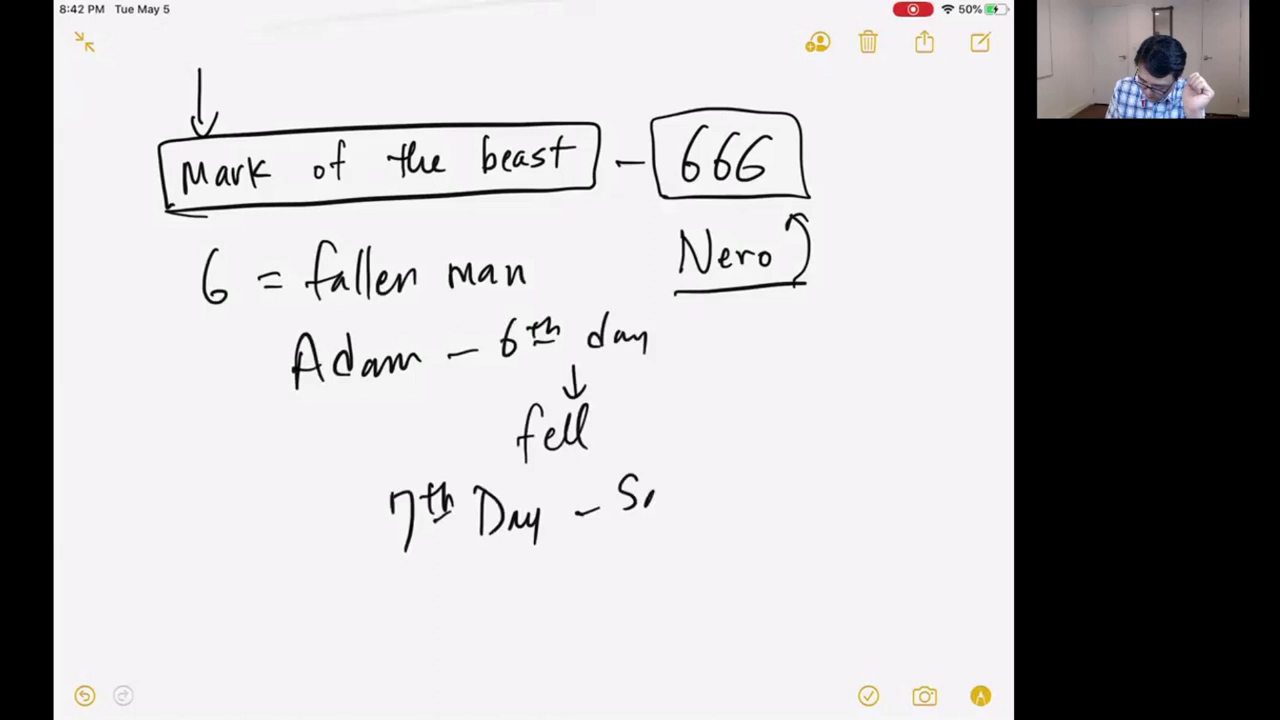 8:42 PM Tue May 5 50%
Mark of the beast - 666
6 = fallen man Nero
Adam - 6th day
fell
7th Day - S